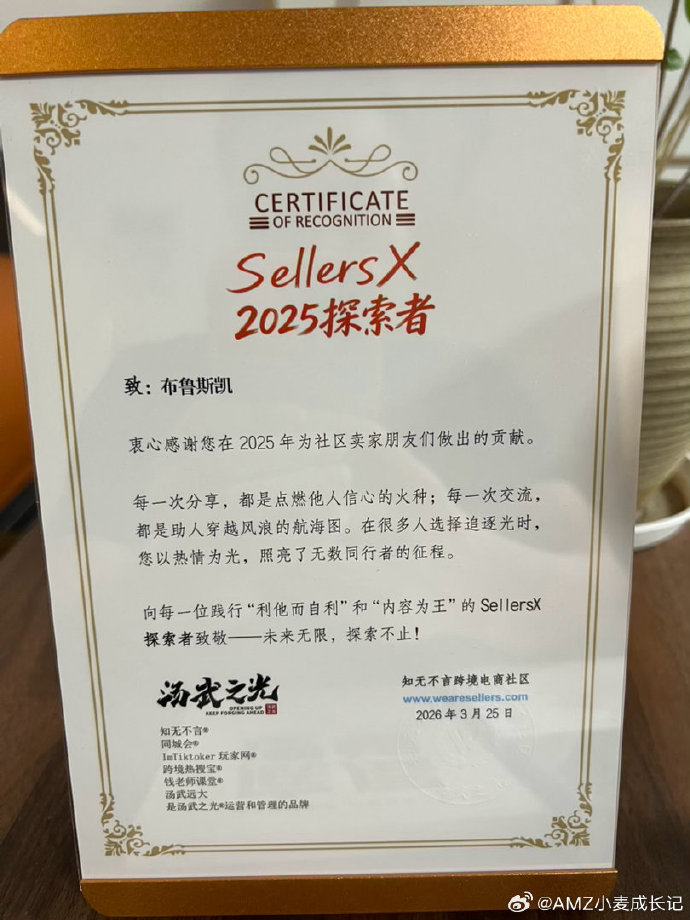 CERTIFICATE
OF RECOGNITION
SellersX
2025探索者
致：布鲁斯凯
衷心感谢您在 2025 年为社区卖家朋友们做出的贡献。
每一次分享，都是点燃他人信心的火种；每一次交流，
都是助人穿越风浪的航海图。在很多人选择追逐光时，
您以热情为光，照亮了无数同行者的征程。
向每一位践行“利他而自利”和“内容为王”的 SellersX
探索者致敬——未来无限，探索不止！
汤武之光
OPENING UP
KEEP FORGING AHEAD
知无不言®
同城会®
ImTiktoker 玩家网®
跨境热搜宝®
钱老师课堂®
汤武远大
是汤武之光®运营和管理的品牌
知无不言跨境电商社区
www.wearesellers.com
2026 年 3 月 25 日
@AMZ小麦成长记